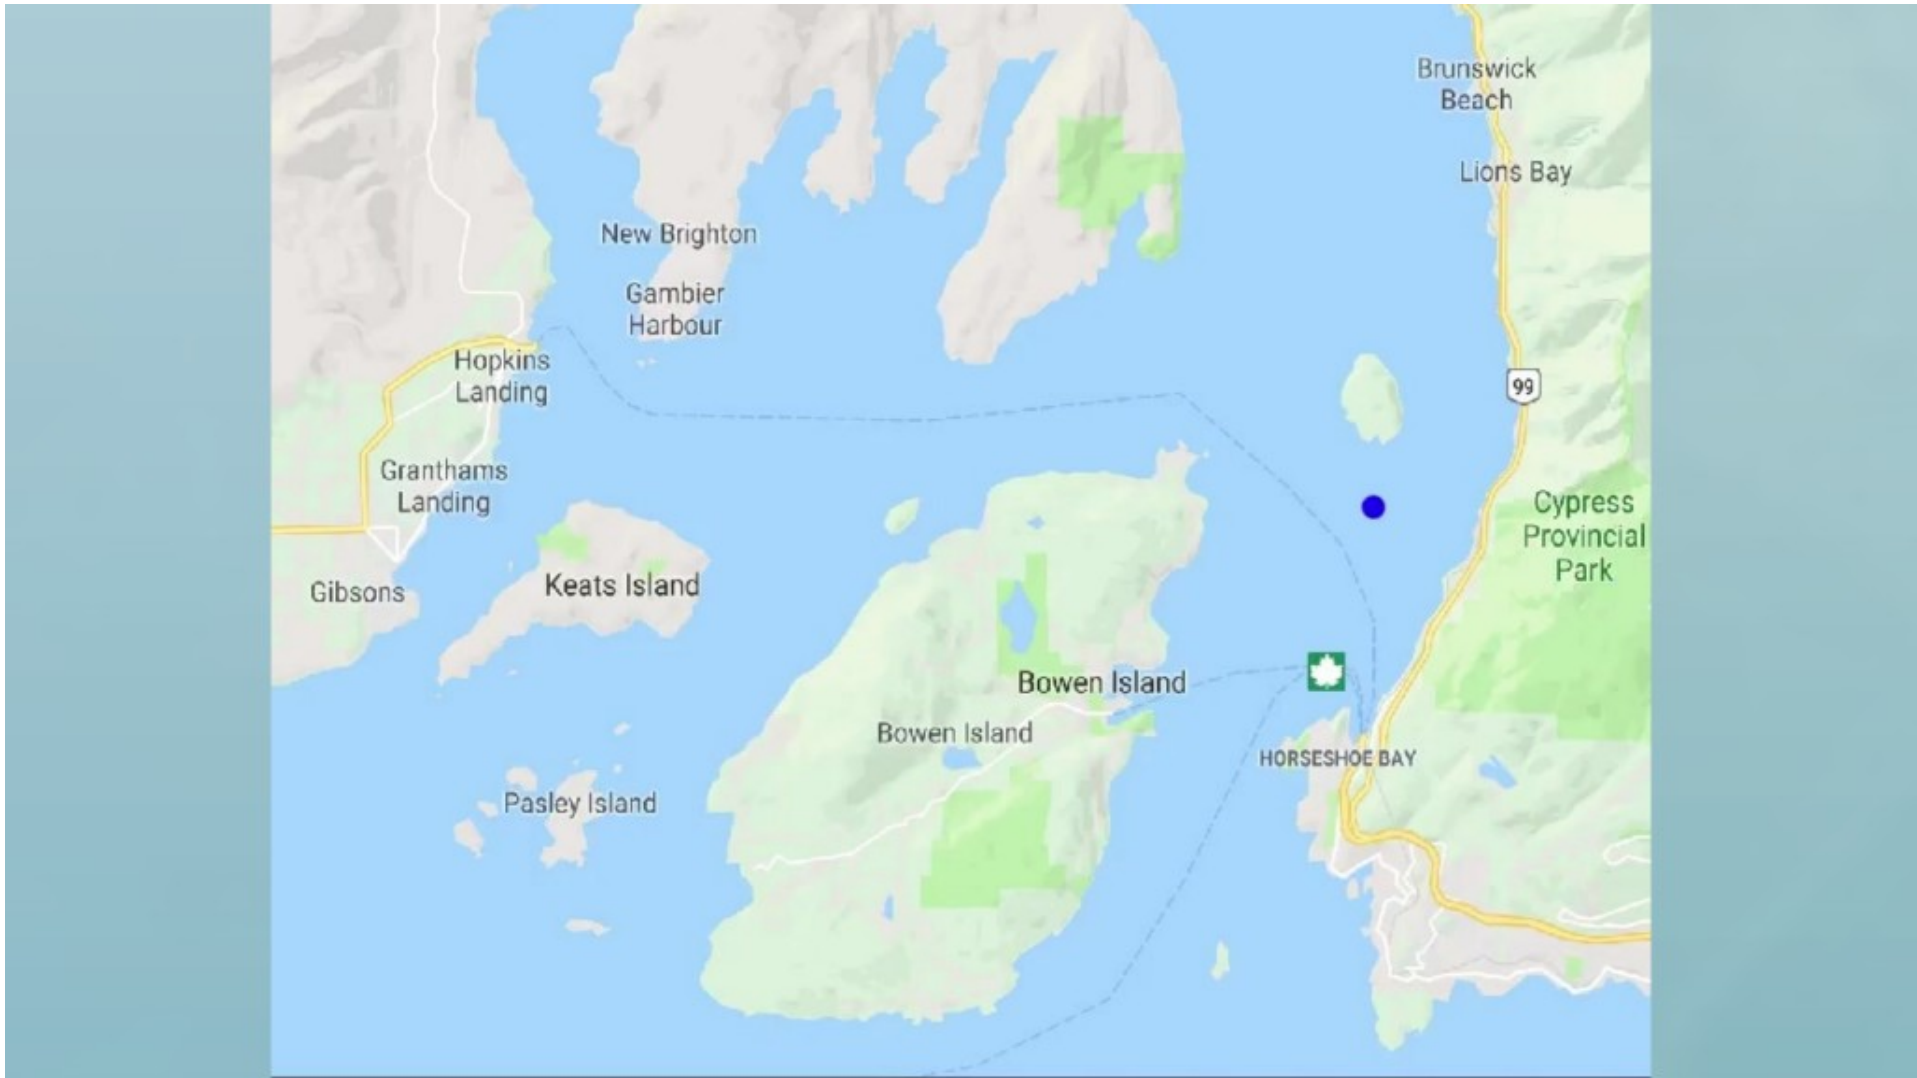 Brunswick
Beach
Lions Bay
New Brighton
Gambier
Harbour
Hopkins
Landing
99
Granthams
Landing
Cypress
Provincial
Park
Gibsons
Keats Island
Bowen Island
Bowen Island
HORSESHOE BAY
Pasley Island